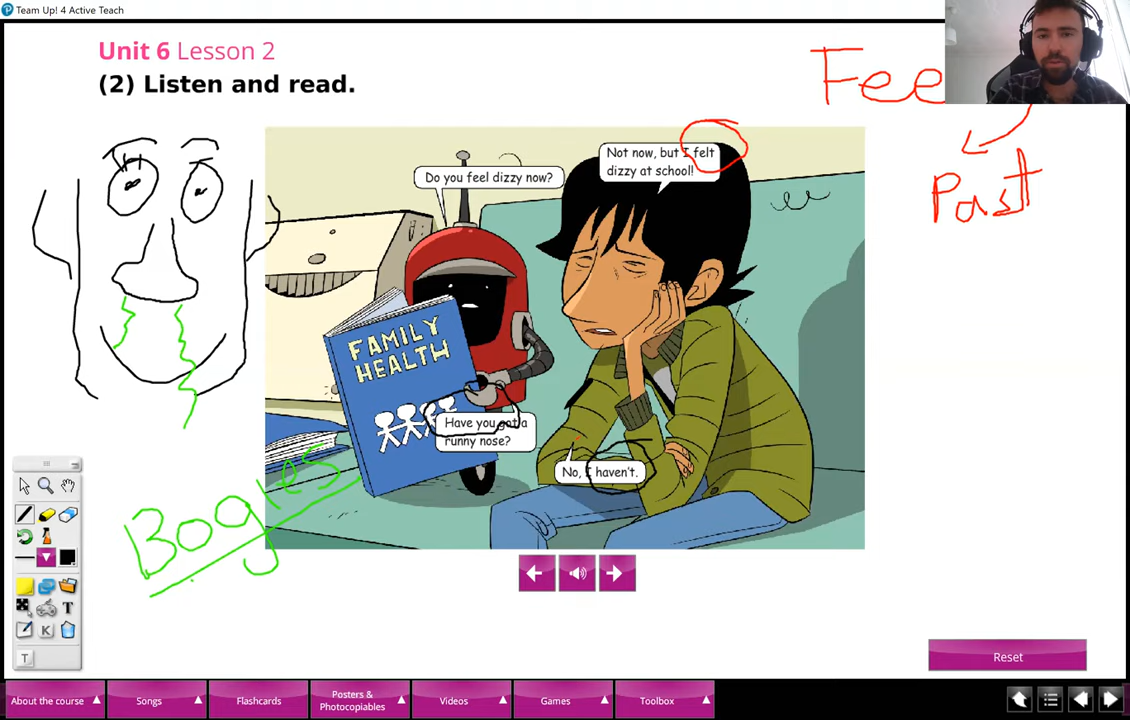 Team Up! 4 Active Teach
Unit 6 Lesson 2
(2) Listen and read.
Fee
Past
Not now, but I felt
dizzy at school!
Do you feel dizzy now?
FAMILY
HEALTH
Have you got a
runny nose?
No, I haven't.
Bogies
T
K
T
Reset
About the course
Songs
Flashcards
Posters &
Photocopiables
Videos
Games
Toolbox